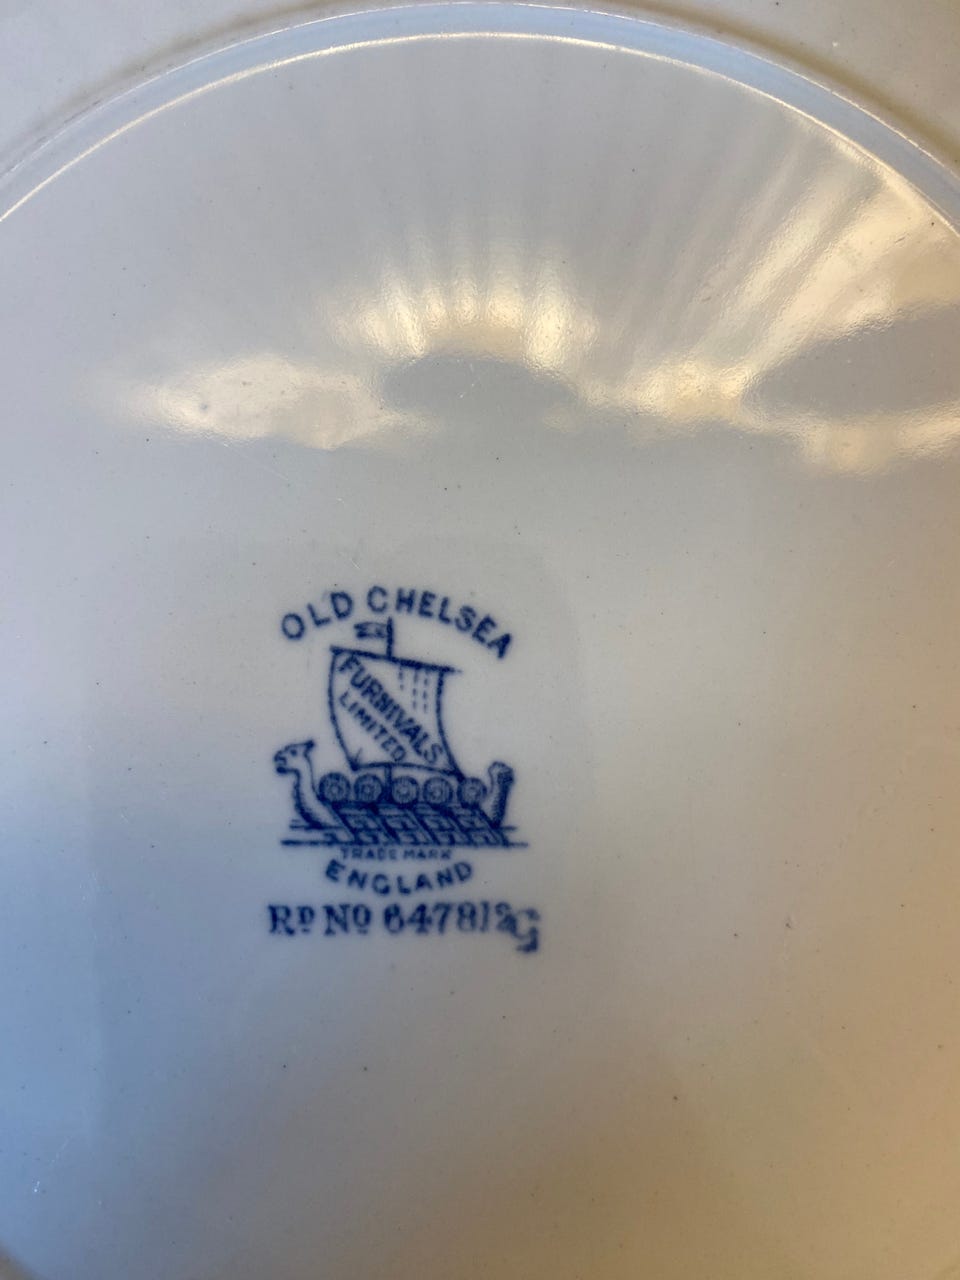 OLD CHELSEA
FURNIVALS
LIMITED
TRADE MARK
ENGLAND
RD NO 647812
G